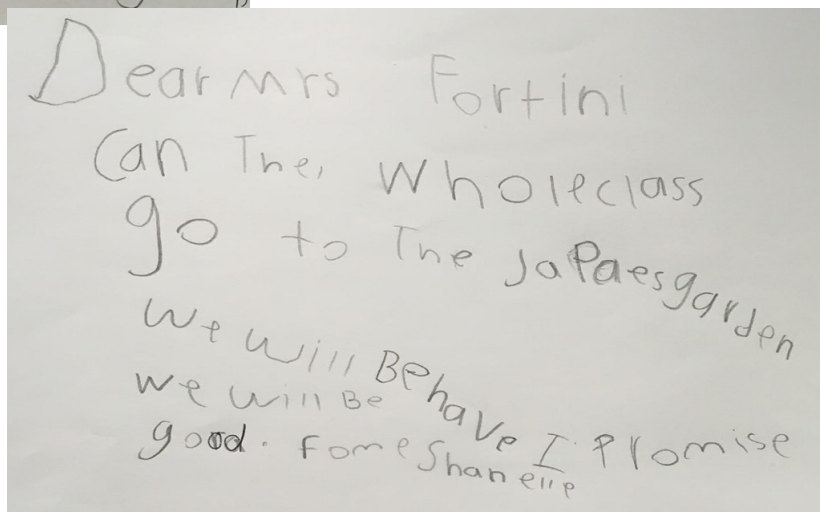 Dear Mrs Fortini
Can The, Wholeclass
go to The JaPaesgarden
We will BehavE I Promise
We will Be
good. Fome Shanelle